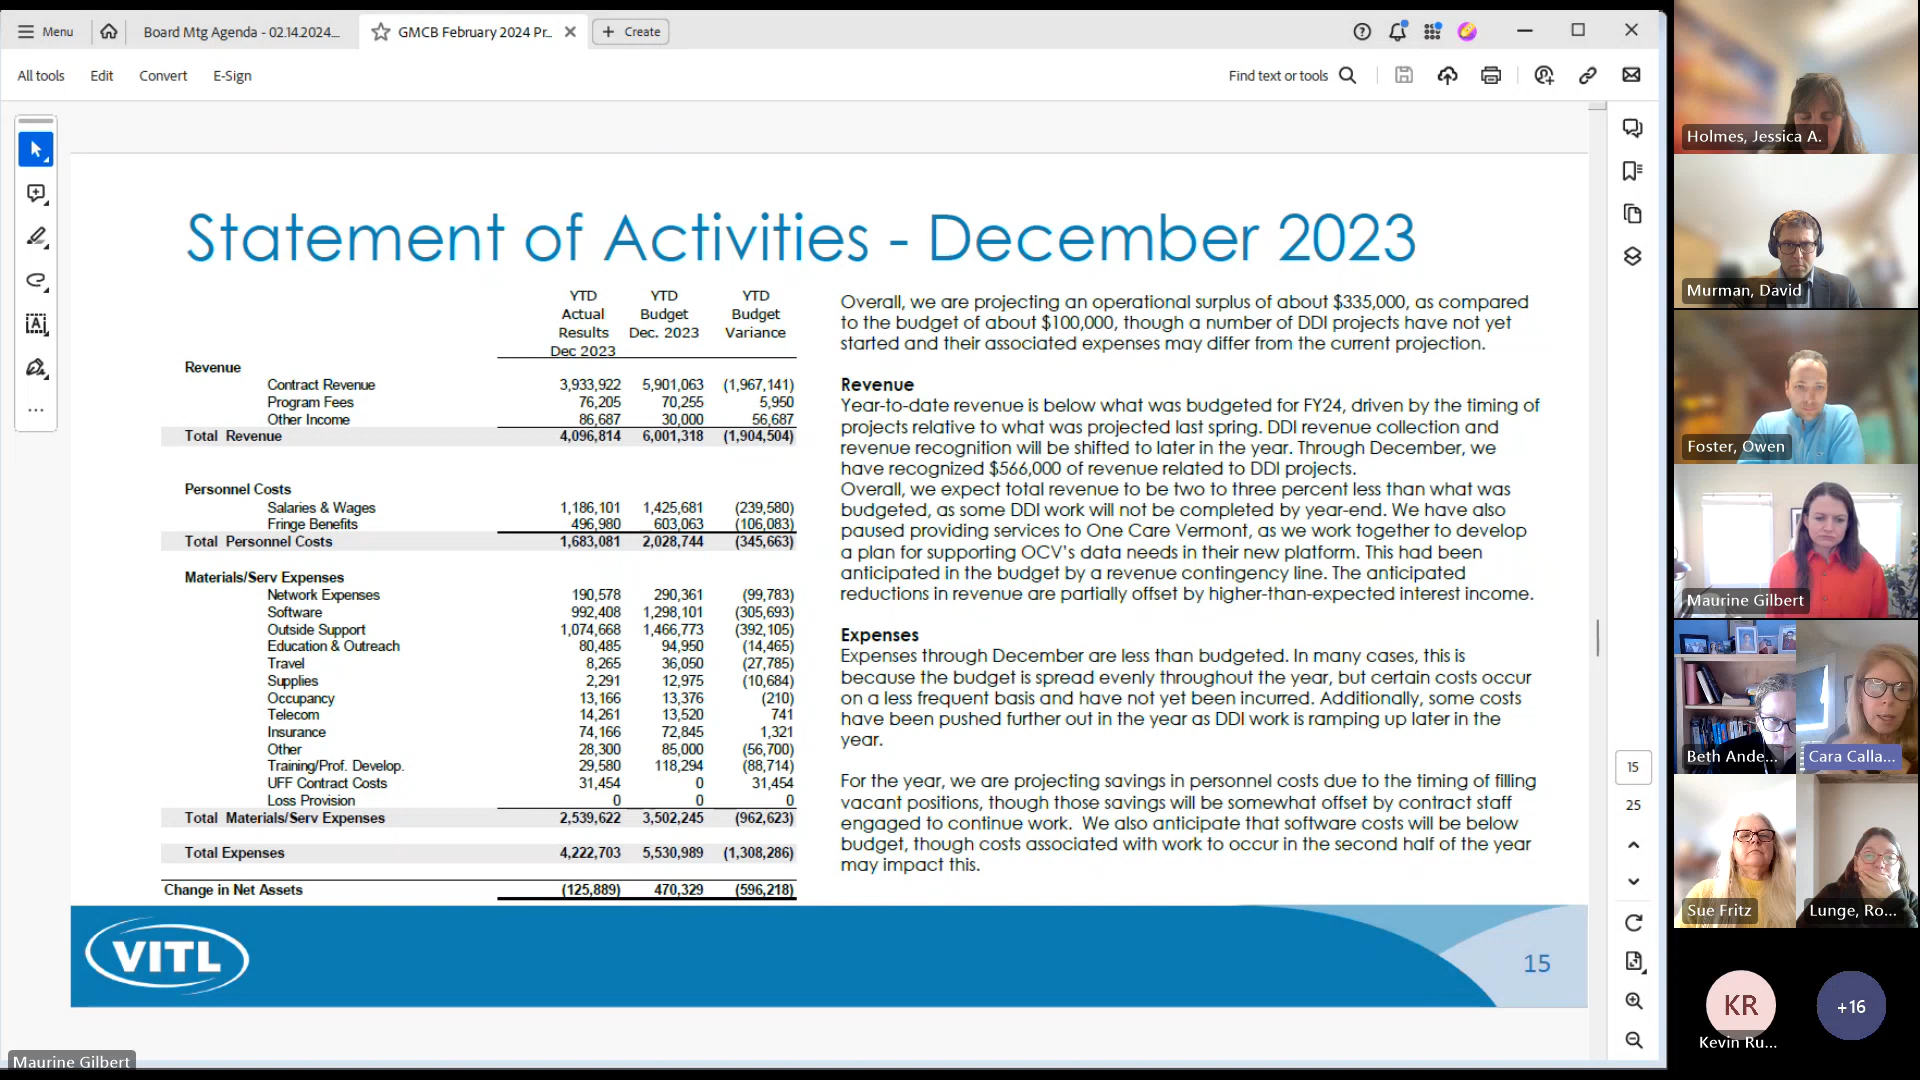 Menu
Board Mtg Agenda - 02.14.2024...
GMCB February 2024 Pr...
Create
All tools
Edit
Convert
E-Sign
Find text or tools
Statement of Activities - December 2023
YTD Actual Results Dec 2023
YTD Budget Dec. 2023
YTD Budget Variance
Revenue
Contract Revenue 3,933,922 5,901,063 (1,967,141)
Program Fees 76,205 70,255 5,950
Other Income 86,687 30,000 56,687
Total Revenue 4,096,814 6,001,318 (1,904,504)
Personnel Costs
Salaries & Wages 1,186,101 1,425,681 (239,580)
Fringe Benefits 496,980 603,063 (106,083)
Total Personnel Costs 1,683,081 2,028,744 (345,663)
Materials/Serv Expenses
Network Expenses 190,578 290,361 (99,783)
Software 992,408 1,298,101 (305,693)
Outside Support 1,074,668 1,466,773 (392,105)
Education & Outreach 80,485 94,950 (14,465)
Travel 8,265 36,050 (27,785)
Supplies 2,291 12,975 (10,684)
Occupancy 13,166 13,376 (210)
Telecom 14,261 13,520 741
Insurance 74,166 72,845 1,321
Other 28,300 85,000 (56,700)
Training/Prof. Develop. 29,580 118,294 (88,714)
UFF Contract Costs 31,454 0 31,454
Loss Provision 0 0 0
Total Materials/Serv Expenses 2,539,622 3,502,245 (962,623)
Total Expenses 4,222,703 5,530,989 (1,308,286)
Change in Net Assets (125,889) 470,329 (596,218)
Overall, we are projecting an operational surplus of about $335,000, as compared
to the budget of about $100,000, though a number of DDI projects have not yet
started and their associated expenses may differ from the current projection.
Revenue
Year-to-date revenue is below what was budgeted for FY24, driven by the timing of
projects relative to what was projected last spring. DDI revenue collection and
revenue recognition will be shifted to later in the year. Through December, we
have recognized $566,000 of revenue related to DDI projects.
Overall, we expect total revenue to be two to three percent less than what was
budgeted, as some DDI work will not be completed by year-end. We have also
paused providing services to One Care Vermont, as we work together to develop
a plan for supporting OCV's data needs in their new platform. This had been
anticipated in the budget by a revenue contingency line. The anticipated
reductions in revenue are partially offset by higher-than-expected interest income.
Expenses
Expenses through December are less than budgeted. In many cases, this is
because the budget is spread evenly throughout the year, but certain costs occur
on a less frequent basis and have not yet been incurred. Additionally, some costs
have been pushed further out in the year as DDI work is ramping up later in the
year.
For the year, we are projecting savings in personnel costs due to the timing of filling
vacant positions, though those savings will be somewhat offset by contract staff
engaged to continue work. We also anticipate that software costs will be below
budget, though costs associated with work to occur in the second half of the year
may impact this.
VITL
15
15
25
Holmes, Jessica A.
Murman, David
Foster, Owen
Maurine Gilbert
Beth Ande...
Cara Calla...
Sue Fritz
Lunge, Ro...
KR
+16
Kevin Ru...
Maurine Gilbert